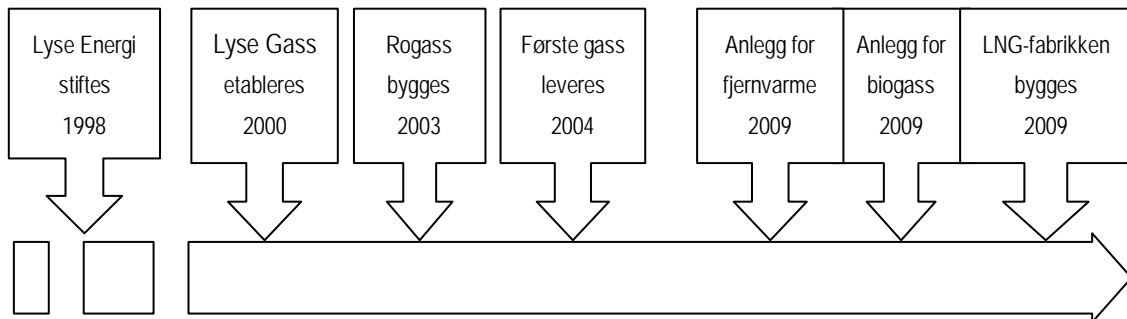 Lyse Energi
stiftes
1998
Lyse Gass
etableres
2000
Rogass
bygges
2003
Første gass
leveres
2004
Anlegg for
fjernvarme
2009
Anlegg for
biogass
2009
LNG-fabrikken
bygges
2009